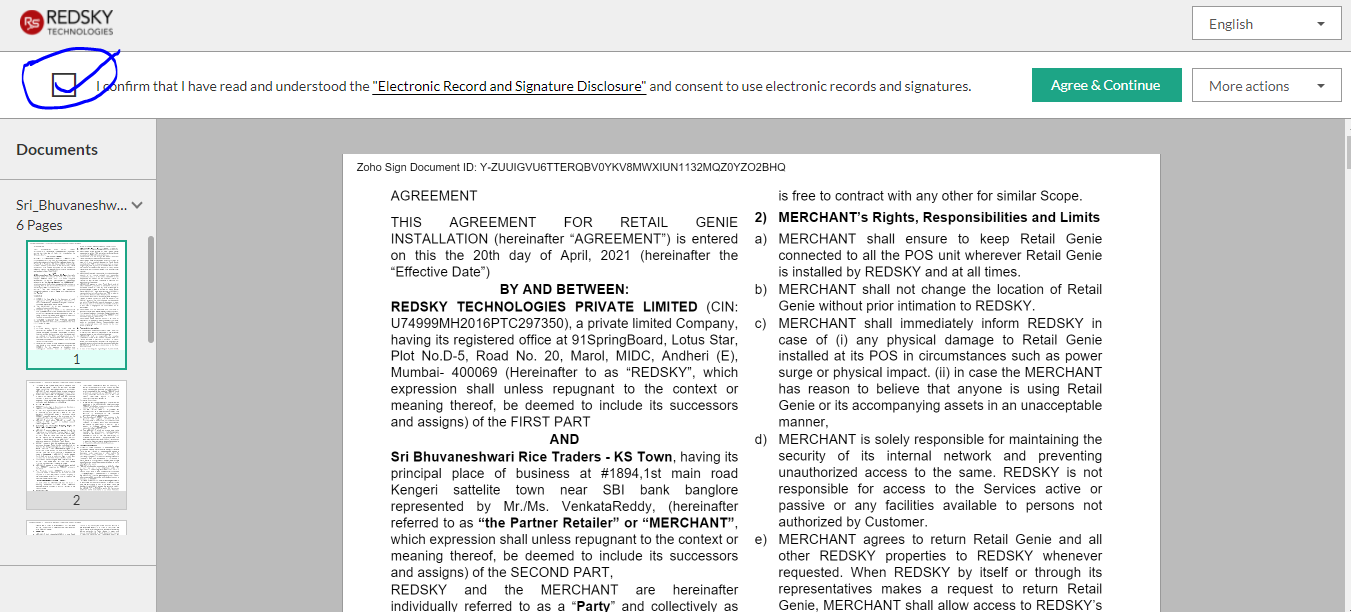 REDSKY
TECHNOLOGIES
English
I confirm that I have read and understood the "Electronic Record and Signature Disclosure" and consent to use electronic records and signatures.
Agree & Continue
More actions
Documents
Sri_Bhuvaneshw...
6 Pages
1
2
Zoho Sign Document ID: Y-ZUUIGVU6TTERQBV0YKV8MWXIUN1132MQZ0YZO2BHQ
AGREEMENT
THIS AGREEMENT FOR RETAIL GENIE
INSTALLATION (hereinafter “AGREEMENT”) is entered
on this the 20th day of April, 2021 (hereinafter the
“Effective Date”)
BY AND BETWEEN:
REDSKY TECHNOLOGIES PRIVATE LIMITED (CIN:
U74999MH2016PTC297350), a private limited Company,
having its registered office at 91SpringBoard, Lotus Star,
Plot No.D-5, Road No. 20, Marol, MIDC, Andheri (E),
Mumbai- 400069 (Hereinafter to as “REDSKY”, which
expression shall unless repugnant to the context or
meaning thereof, be deemed to include its successors
and assigns) of the FIRST PART
AND
Sri Bhuvaneshwari Rice Traders - KS Town, having its
principal place of business at #1894,1st main road
Kengeri sattelite town near SBI bank banglore
represented by Mr./Ms. VenkataReddy, (hereinafter
referred to as “the Partner Retailer” or “MERCHANT”,
which expression shall unless repugnant to the context or
meaning thereof, be deemed to include its successors
and assigns) of the SECOND PART,
REDSKY and the MERCHANT are hereinafter
individually referred to as a “Party” and collectively as
is free to contract with any other for similar Scope.
2) MERCHANT’s Rights, Responsibilities and Limits
a) MERCHANT shall ensure to keep Retail Genie
connected to all the POS unit wherever Retail Genie
is installed by REDSKY and at all times.
b) MERCHANT shall not change the location of Retail
Genie without prior intimation to REDSKY.
c) MERCHANT shall immediately inform REDSKY in
case of (i) any physical damage to Retail Genie
installed at its POS in circumstances such as power
surge or physical impact. (ii) in case the MERCHANT
has reason to believe that anyone is using Retail
Genie or its accompanying assets in an unacceptable
manner,
d) MERCHANT is solely responsible for maintaining the
security of its internal network and preventing
unauthorized access to the same. REDSKY is not
responsible for access to the Services active or
passive or any facilities available to persons not
authorized by Customer.
e) MERCHANT agrees to return Retail Genie and all
other REDSKY properties to REDSKY whenever
requested. When REDSKY by itself or through its
representatives makes a request to return Retail
Genie, MERCHANT shall allow access to REDSKY’s